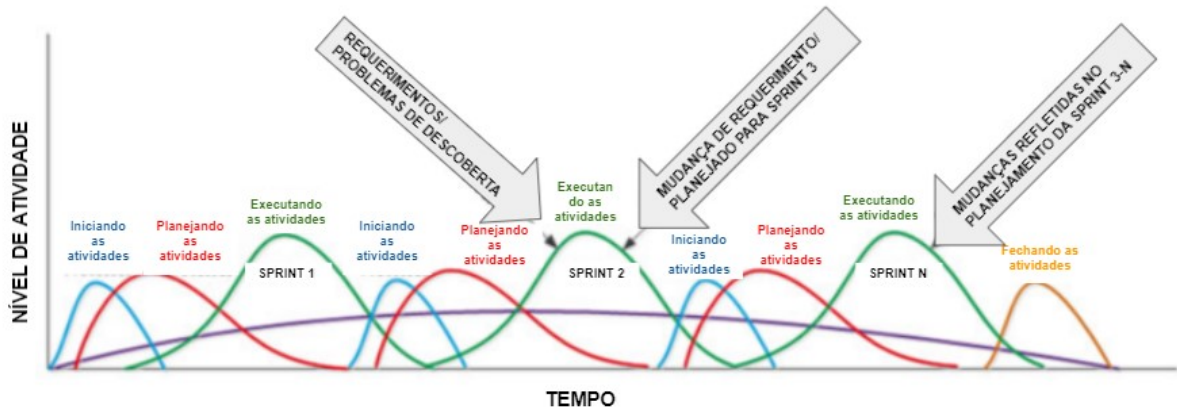 REQUERIMENTOS/
PROBLEMAS DE DESCOBERTA
MUDANÇA DE REQUERIMENTO/
PLANEJADO PARA SPRINT 3
MUDANÇAS REFLETIDAS NO
PLANEJAMENTO DA SPRINT 3-N
NÍVEL DE ATIVIDADE
Iniciando
as
atividades
Planejando
as
atividades
Executando
as atividades
SPRINT 1
Iniciando
as
atividades
Planejando
as
atividades
Executan
do as
atividades
SPRINT 2
Iniciando
as
atividades
Planejando
as
atividades
Executando
as atividades
SPRINT N
Fechando as
atividades
TEMPO